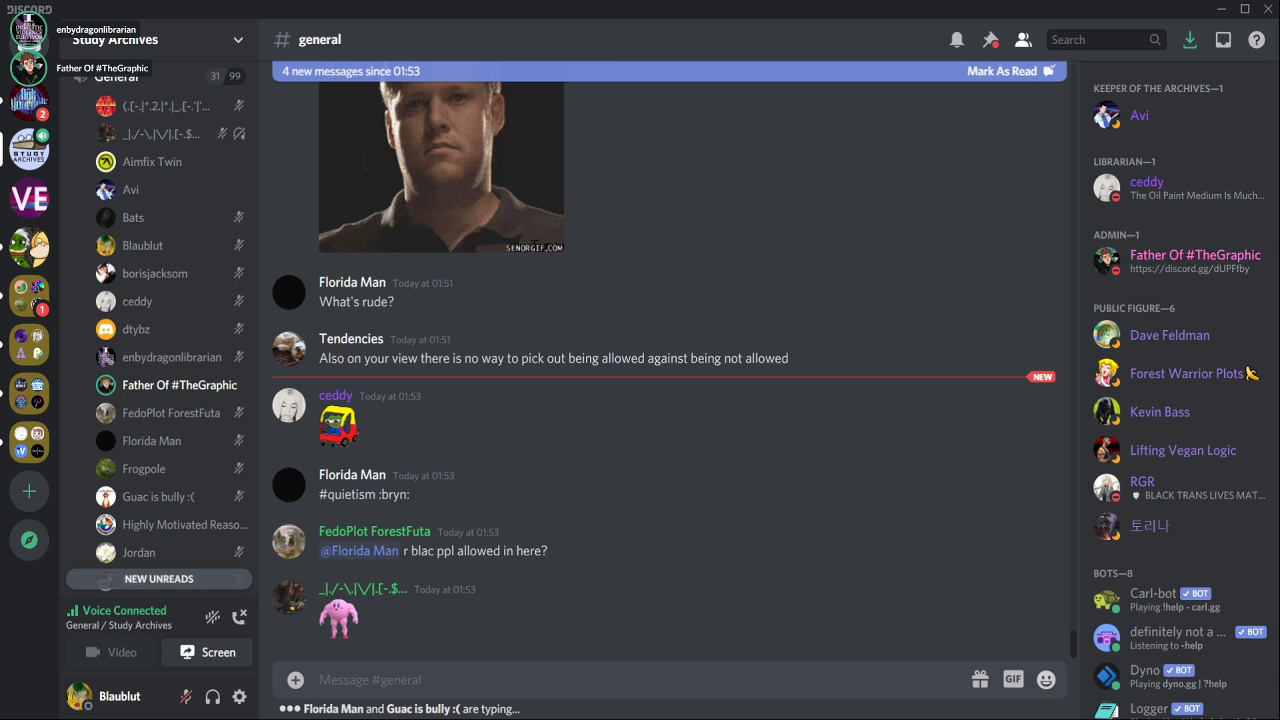 DISCORD
enbydragonlibrarian
Father Of #TheGraphic
2
STUDY
ARCHIVES
VE
1
Study Archives
General
31 99
(.[-.|*.2.|*.|_.[-.']'...
_|./-\.|\/|.[-.$...
Aimfix Twin
Avi
Bats
Blaublut
borisjacksom
ceddy
dtybz
enbydragonlibrarian
Father Of #TheGraphic
FedoPlot ForestFuta
Florida Man
Frogpole
Guac is bully :(
Highly Motivated Reaso...
Jordan
NEW UNREADS
Voice Connected
General / Study Archives
Video
Screen
Blaublut
# general
Search
4 new messages since 01:53
Mark As Read
SENORGIF.COM
Florida Man Today at 01:51
What's rude?
Tendencies Today at 01:51
Also on your view there is no way to pick out being allowed against being not allowed
NEW
ceddy Today at 01:53
Florida Man Today at 01:53
#quietism :bryn:
FedoPlot ForestFuta Today at 01:53
@Florida Man r blac ppl allowed in here?
_|./-\.|\/|.[-.$... Today at 01:53
Message #general
GIF
Florida Man and Guac is bully :( are typing...
KEEPER OF THE ARCHIVES—1
Avi
LIBRARIAN—1
ceddy
The Oil Paint Medium Is Much...
ADMIN—1
Father Of #TheGraphic
https://discord.gg/dUPFfby
PUBLIC FIGURE—6
Dave Feldman
Forest Warrior Plots
Kevin Bass
Lifting Vegan Logic
RGR
BLACK TRANS LIVES MAT...
토리나
BOTS—8
Carl-bot BOT
Playing !help - carl.gg
definitely not a ... BOT
Listening to -help
Dyno BOT
Playing dyno.gg | ?help
Logger BOT